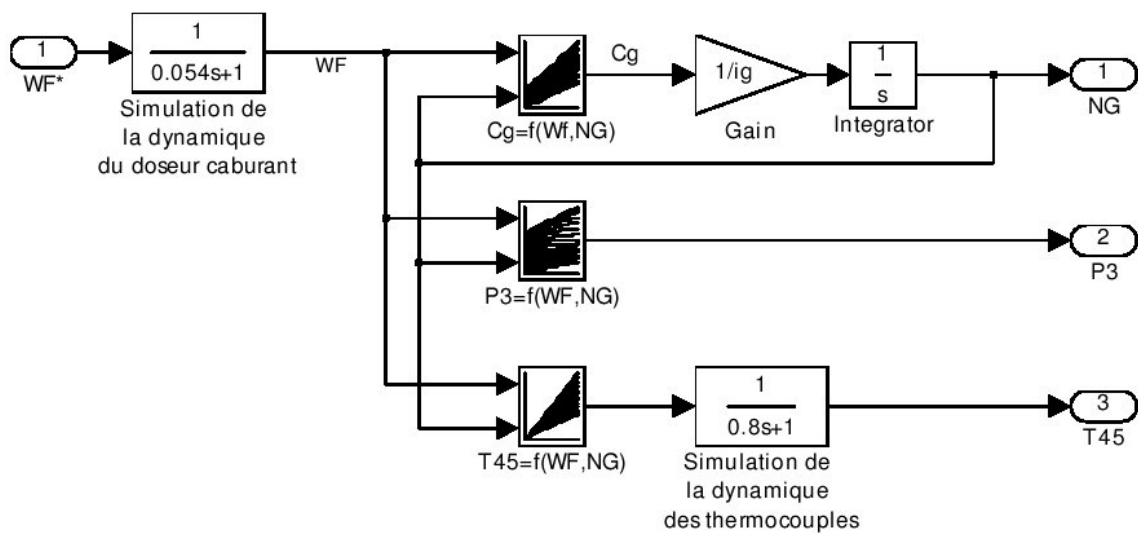 1
WF*
1
0.054s+1
Simulation de
la dynamique
du doseur caburant
WF
Cg=f(Wf,NG)
Cg
1/ig
Gain
1
s
Integrator
1
NG
P3=f(WF,NG)
2
P3
T45=f(WF,NG)
1
0.8s+1
Simulation de
la dynamique
des thermocouples
3
T45